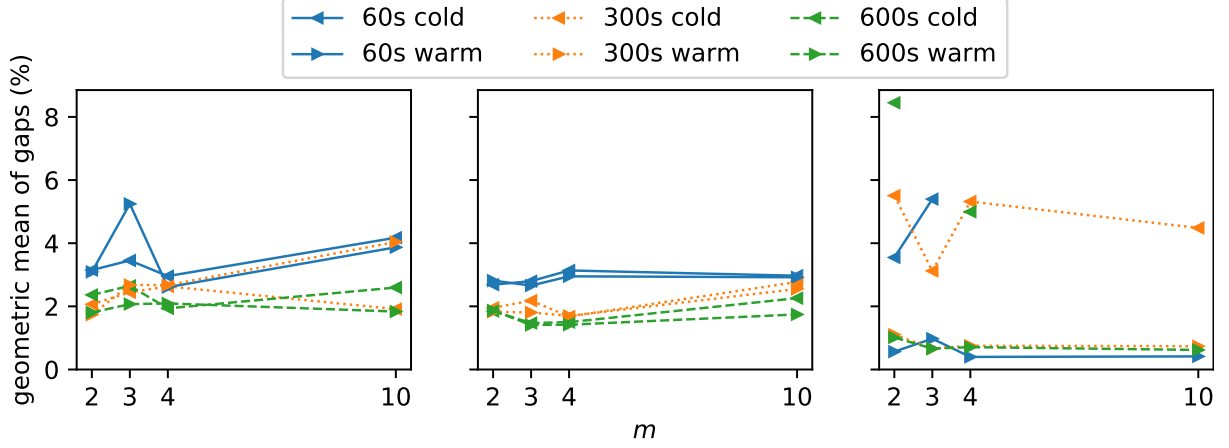 60s cold 300s cold 600s cold
60s warm 300s warm 600s warm
geometric mean of gaps (%)
8
6
4
2
0
2 3 4 10 2 3 4 10 2 3 4 10
m